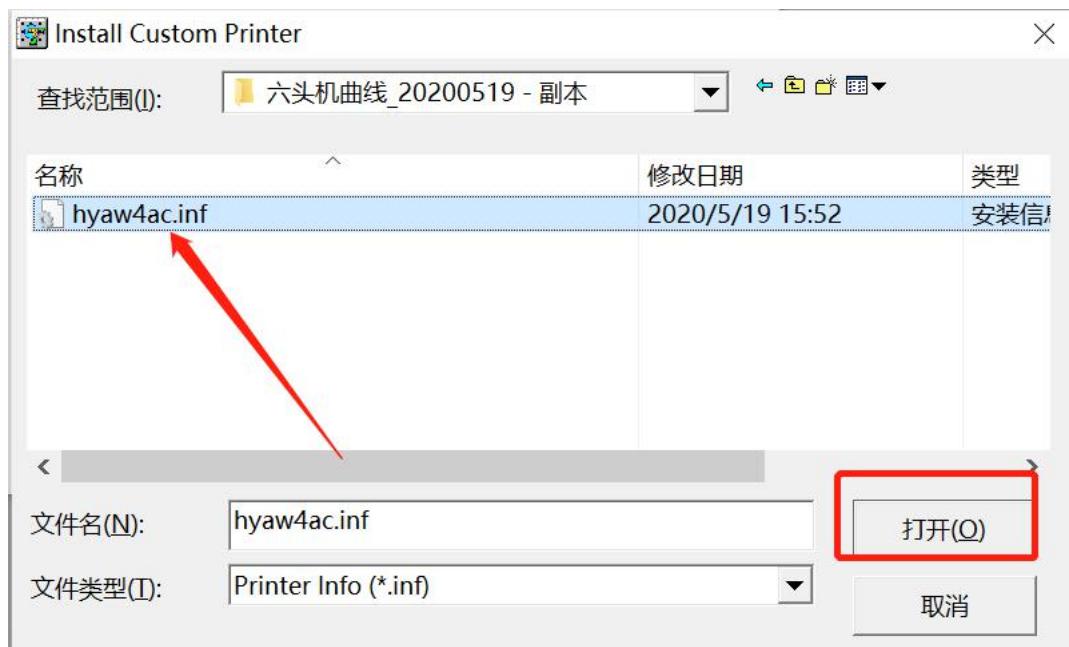 Install Custom Printer
查找范围(I): 六头机曲线_20200519 - 副本
名称 修改日期 类型
hyaw4ac.inf 2020/5/19 15:52 安装信息
文件名(N): hyaw4ac.inf 打开(O)
文件类型(T): Printer Info (*.inf)
取消